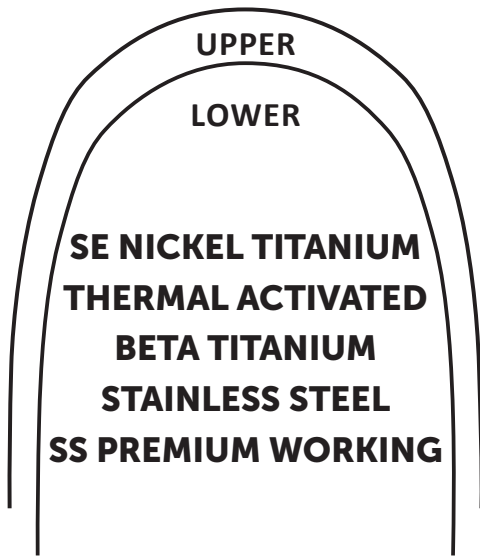 UPPER
LOWER
SE NICKEL TITANIUM
THERMAL ACTIVATED
BETA TITANIUM
STAINLESS STEEL
SS PREMIUM WORKING